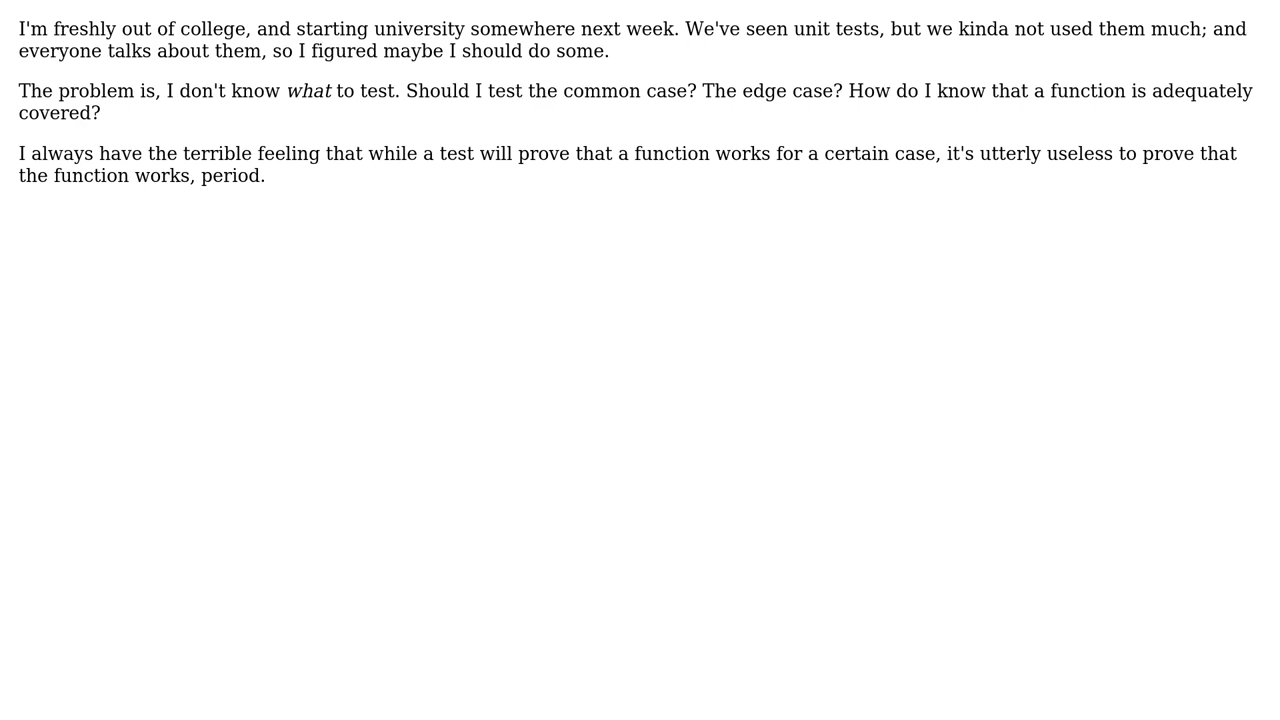 I'm freshly out of college, and starting university somewhere next week. We've seen unit tests, but we kinda not used them much; and
everyone talks about them, so I figured maybe I should do some.
The problem is, I don't know what to test. Should I test the common case? The edge case? How do I know that a function is adequately
covered?
I always have the terrible feeling that while a test will prove that a function works for a certain case, it's utterly useless to prove that
the function works, period.